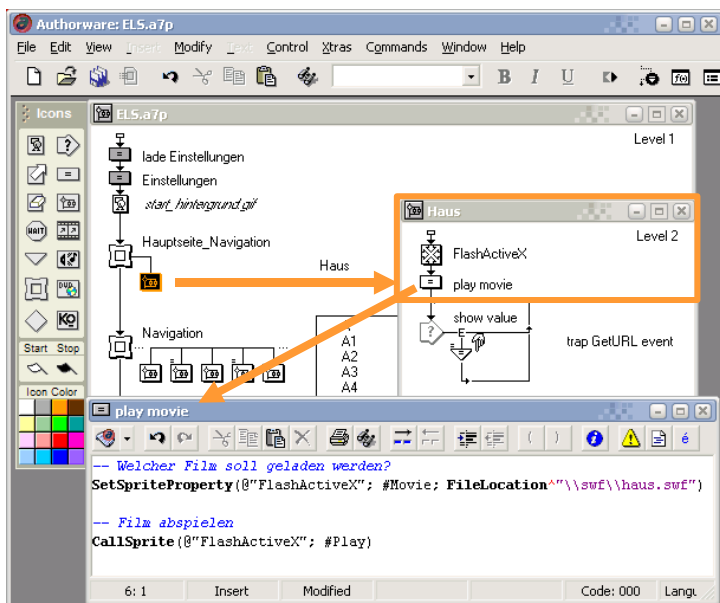 Authorware: ELS.a7p
File Edit View Insert Modify Text Control Xtras Commands Window Help
B I U
Icons
ELS.a7p
Level 1
lade Einstellungen
Einstellungen
start_hintergrund.gif
Hauptseite_Navigation
Haus
Haus
Level 2
FlashActiveX
play movie
show value
E
trap GetURL event
WAIT
DVD
KO
Start Stop
Icon Color
Navigation
A1
A2
A3
A4
play movie
-- Welcher Film soll geladen werden?
SetSpriteProperty(@"FlashActiveX"; #Movie; FileLocation^"\\swf\\haus.swf")
-- Film abspielen
CallSprite(@"FlashActiveX"; #Play)
6: 1 Insert Modified Code: 000 Langu